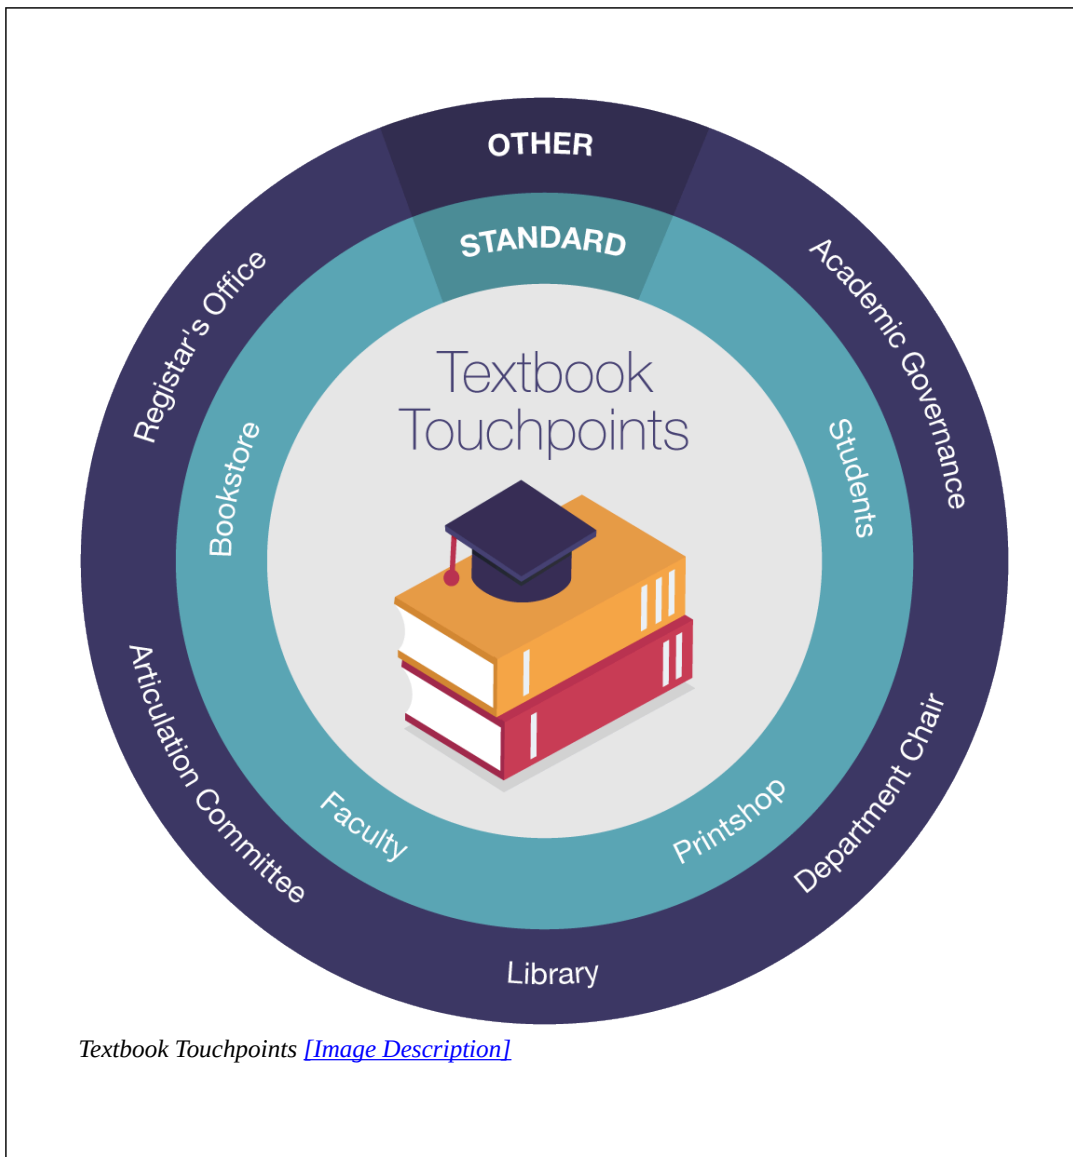 OTHER
STANDARD
Textbook
Touchpoints
Academic Governance
Department Chair
Library
Articulation Committee
Registar's Office
Students
Printshop
Faculty
Bookstore
Textbook Touchpoints [Image Description]